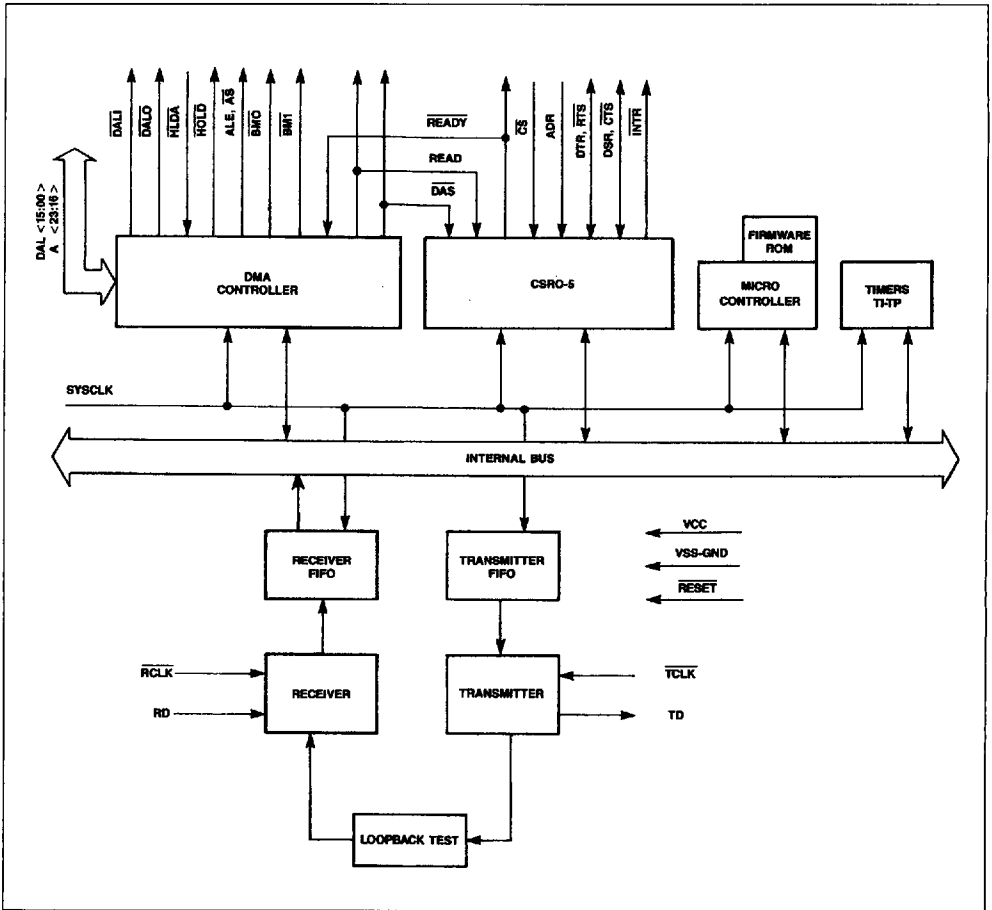 DALI
DALO
HLDA
HOLD
ALE, AS
BMO
BM1
READY
READ
DAS
CS
ADR
DTR, RTS
DSR, CTS
INTR
DAL <15:00>
A <23:16>
DMA
CONTROLLER
CSRO-5
FIRMWARE
ROM
MICRO
CONTROLLER
TIMERS
TI-TP
SYSCLK
INTERNAL BUS
RECEIVER
FIFO
TRANSMITTER
FIFO
VCC
VSS-GND
RESET
RCLK
RD
RECEIVER
TRANSMITTER
TCLK
TD
LOOPBACK TEST